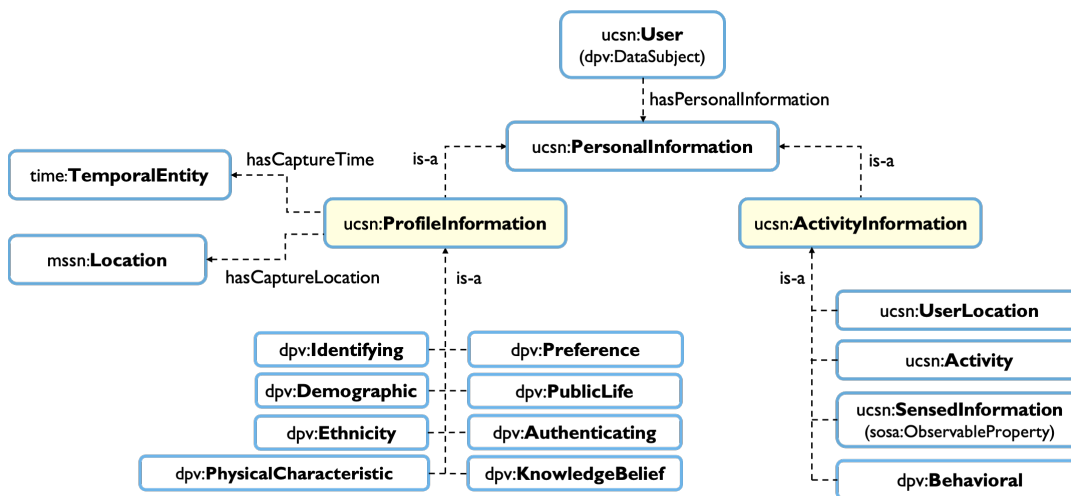 ucsn:User
(dpv:DataSubject)
hasPersonalInformation
ucsn:PersonalInformation
is-a
is-a
hasCaptureTime
time:TemporalEntity
ucsn:ProfileInformation
ucsn:ActivityInformation
mssn:Location
hasCaptureLocation
is-a
is-a
ucsn:UserLocation
dpv:Identifying
dpv:Preference
ucsn:Activity
dpv:Demographic
dpv:PublicLife
ucsn:SensedInformation
(sosa:ObservableProperty)
dpv:Ethnicity
dpv:Authenticating
dpv:PhysicalCharacteristic
dpv:KnowledgeBelief
dpv:Behavioral